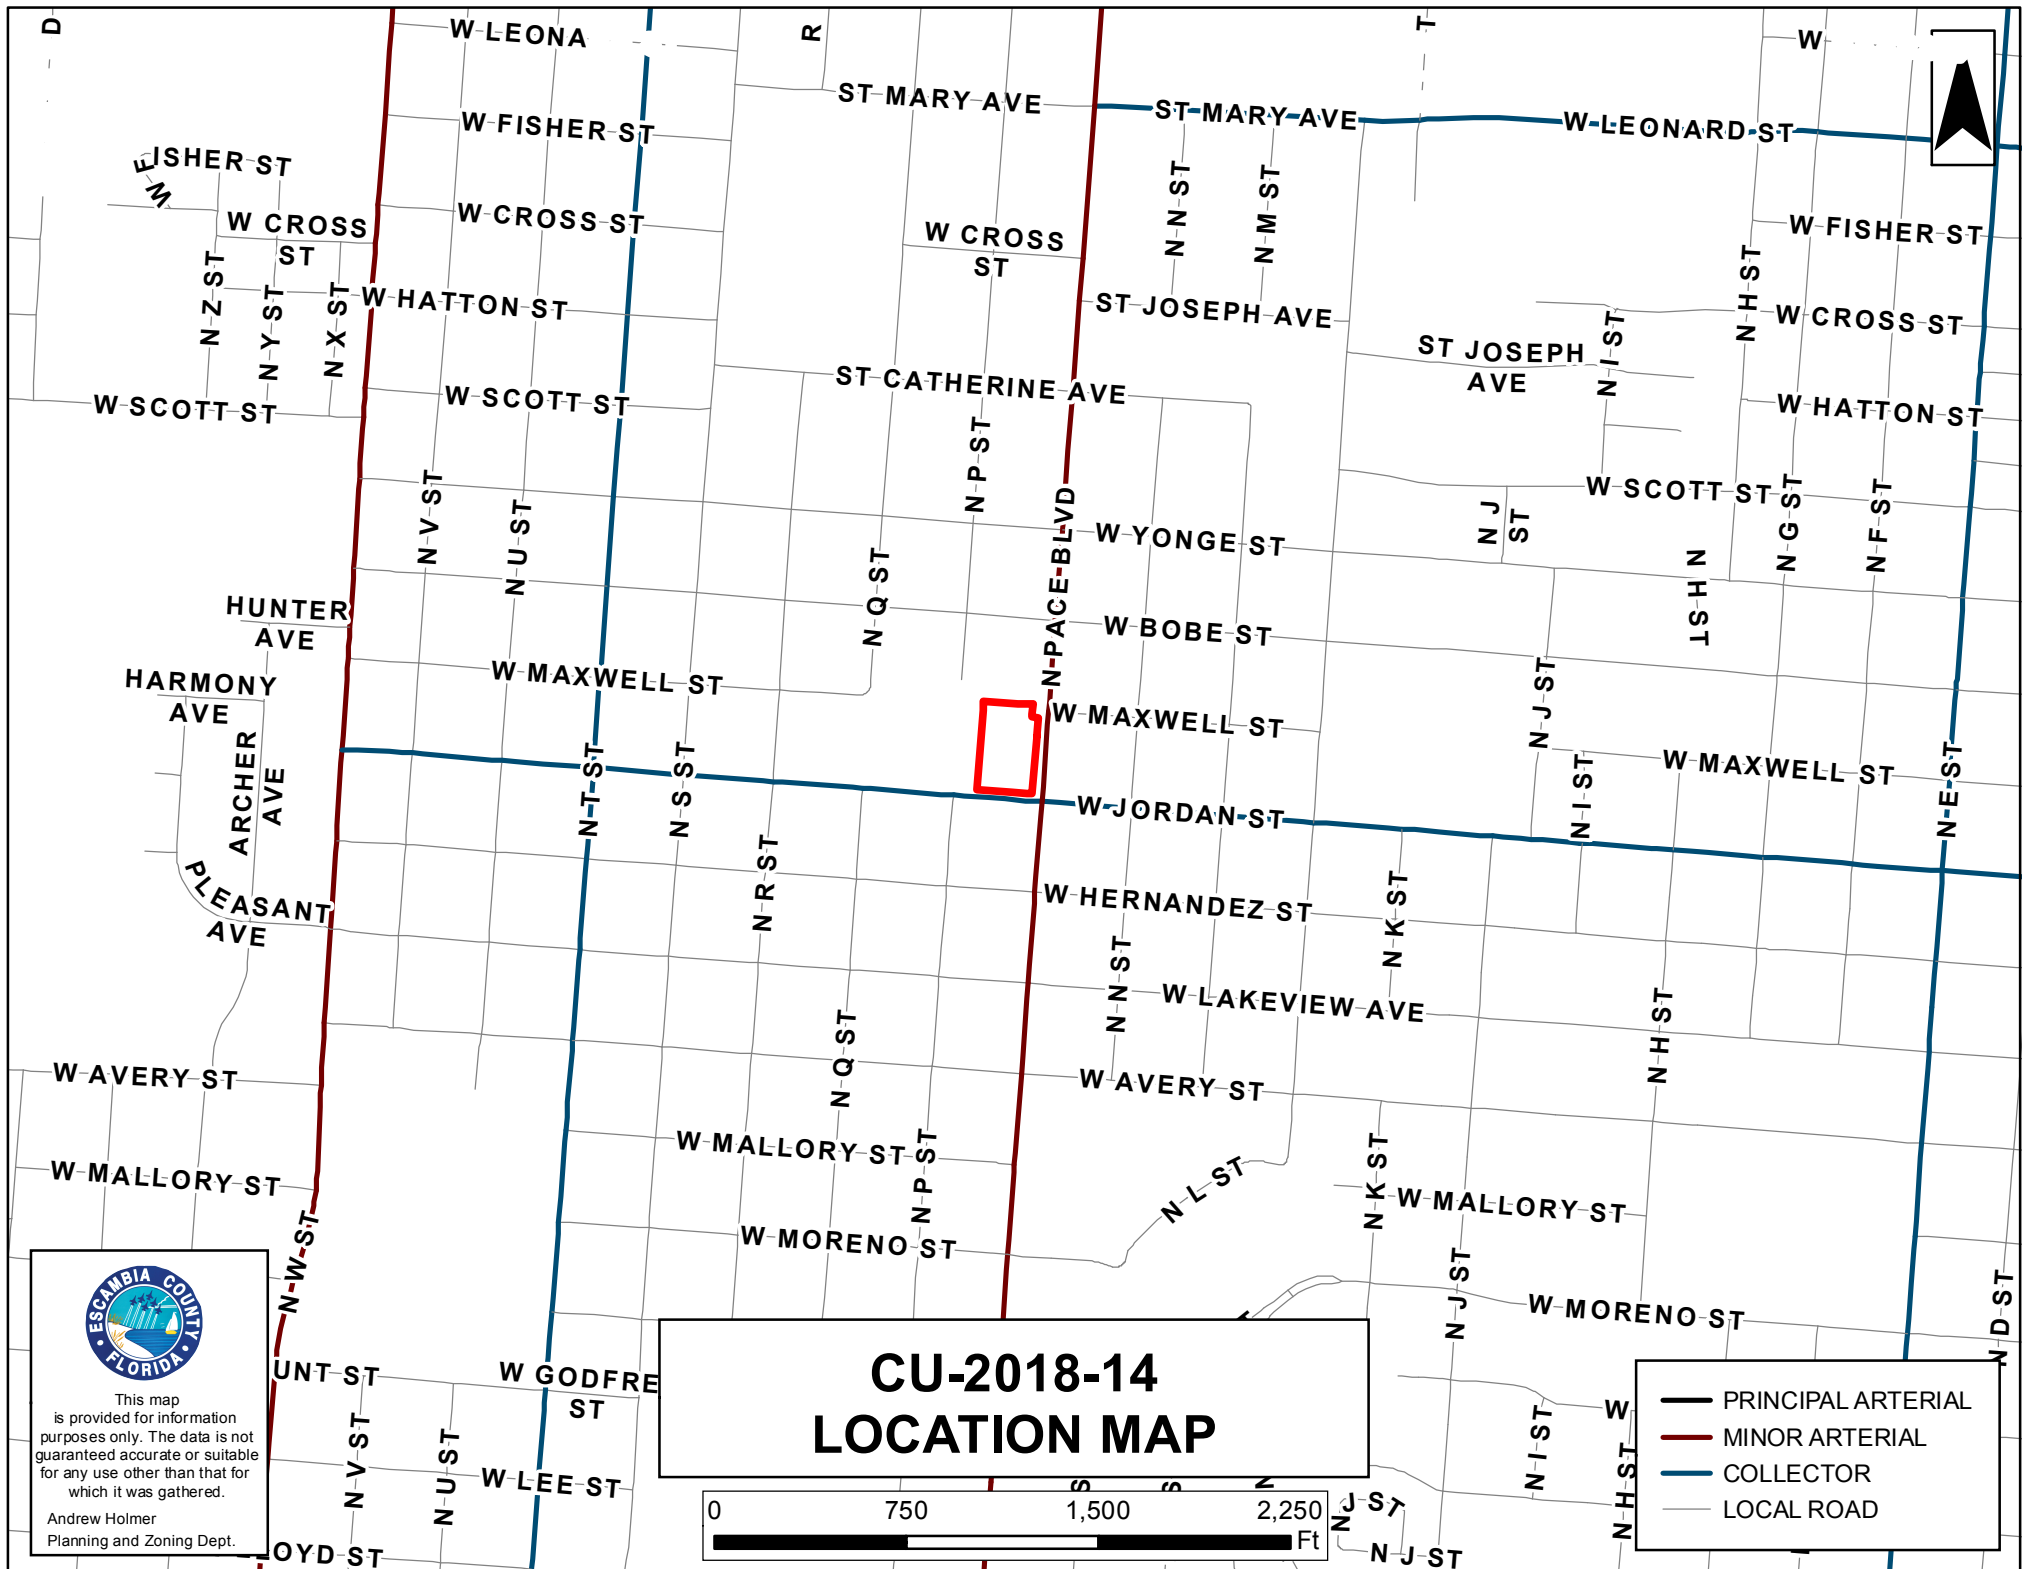 D
W LEONA
R
T
W
ST MARY AVE
ST MARY AVE
W LEONARD ST
W FISHER ST
W FISHER ST
W CROSS
ST
W CROSS ST
W CROSS
ST
N N ST
N M ST
W FISHER ST
N Z ST
N Y ST
N X ST
W HATTON ST
ST JOSEPH AVE
ST JOSEPH
AVE
N I ST
N H ST
W CROSS ST
W SCOTT ST
W SCOTT ST
ST CATHERINE AVE
W HATTON ST
N V ST
N U ST
N P ST
N PACE BLVD
W YONGE ST
N J
ST
W SCOTT ST
N G ST
N F ST
N H ST
HUNTER
AVE
N Q ST
W BOBE ST
HARMONY
AVE
W MAXWELL ST
W MAXWELL ST
N J ST
W MAXWELL ST
ARCHER
AVE
N T ST
N S ST
N I ST
N E ST
W JORDAN ST
PLEASANT
AVE
N R ST
W HERNANDEZ ST
N K ST
N N ST
W LAKEVIEW AVE
N H ST
W AVERY ST
N Q ST
W AVERY ST
W MALLORY ST
W MALLORY ST
N P ST
N L ST
N K ST
W MALLORY ST
N W ST
W MORENO ST
N J ST
W MORENO ST
N D ST
ESCAMBIA COUNTY
FLORIDA
This map
is provided for information
purposes only. The data is not
guaranteed accurate or suitable
for any use other than that for
which it was gathered.
Andrew Holmer
Planning and Zoning Dept.
UNT ST
W GODFRE
ST
N V ST
N U ST
W LEE ST
OYD ST
CU-2018-14
LOCATION MAP
0 750 1,500 2,250
Ft
N I ST
W
N H ST
N J ST
N J ST
PRINCIPAL ARTERIAL
MINOR ARTERIAL
COLLECTOR
LOCAL ROAD